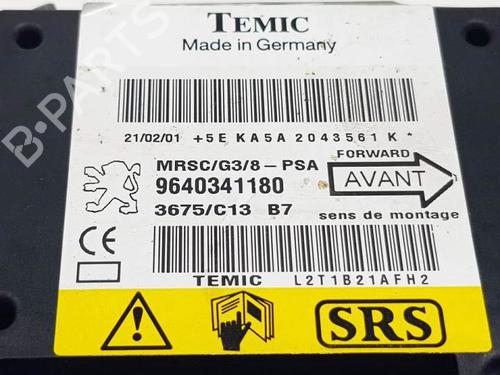 TEMIC
Made in Germany
21/02/01 +5E KA5A 2043561 K *
MRSC/G3/8-PSA
9640341180
3675/C13 B7
FORWARD
AVANT
sens de montage
CE
TEMIC L2T1B21AFH2
SRS
B-PARTS